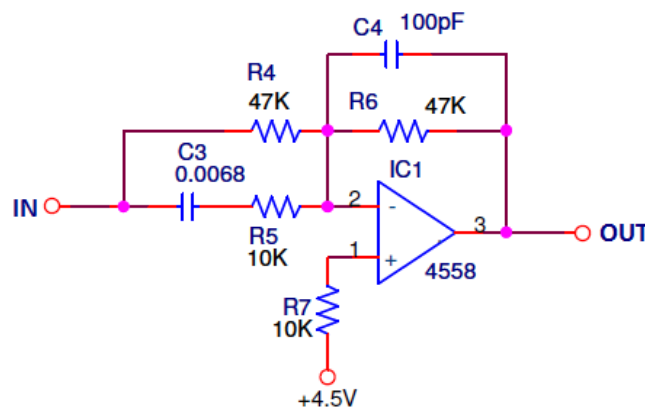 C4
100pF
R4
47K
R6
47K
C3
0.0068
IC1
IN
2
-
R5
10K
3
OUT
1
+
4558
R7
10K
+4.5V